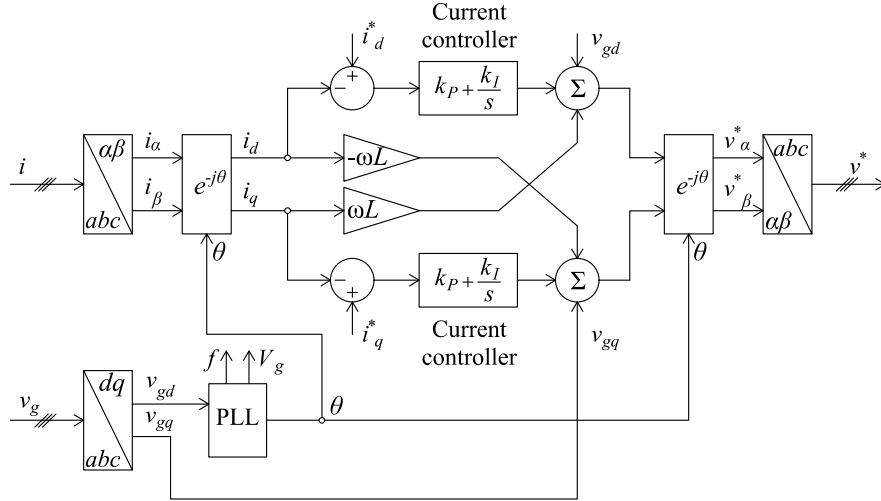 Current
controller
i*d
vgd
+
−
kP + kI/s
Σ
αβ
abc
i
iα
iβ
e-jθ
θ
id
iq
-ωL
ωL
e-jθ
θ
v*α
v*β
abc
αβ
v*
−
+
kP + kI/s
Σ
i*q
Current
controller
vgq
f
Vg
vg
dq
abc
vgd
vgq
PLL
θ